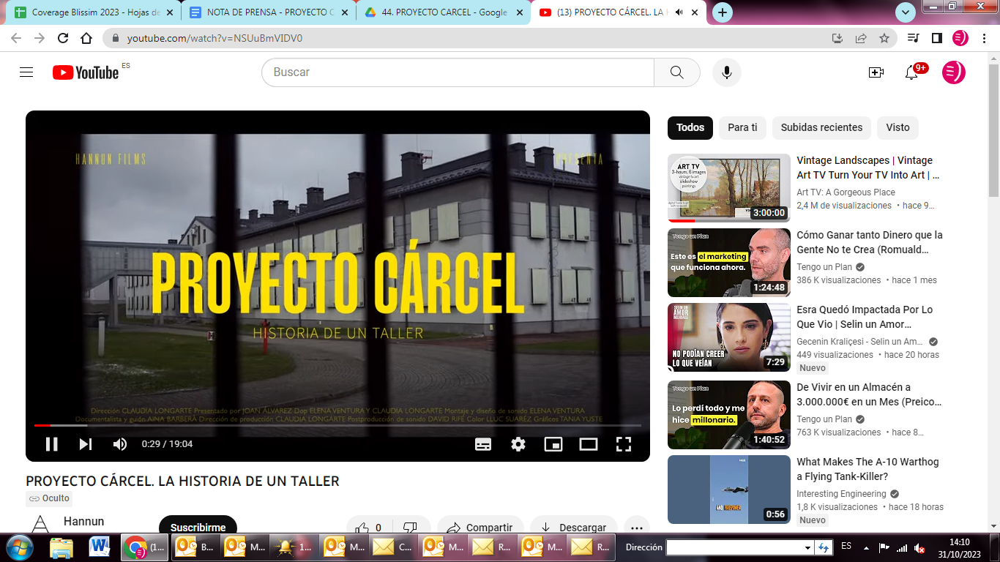 Coverage Blissim 2023 - Hojas de
NOTA DE PRENSA - PROYECTO C
44. PROYECTO CARCEL - Google
(13) PROYECTO CÁRCEL. LA H
youtube.com/watch?v=NSUuBmVIDV0
YouTube ES
Buscar
9+
HANNUN FILMS
PRESENTA
PROYECTO CÁRCEL
HISTORIA DE UN TALLER
Dirección CLAUDIA LONGARTE Presentado por JOAN ÁLVAREZ Dop ELENA VENTURA Y CLAUDIA LONGARTE Montaje y diseño de sonido ELENA VENTURA
Documentalista y guión AINA BARBERÀ Dirección de producción CLAUDIA LONGARTE Postproducción de sonido DAVID RIFÉ Color LLUC SUARÉZ Gráficos TÀNIA YUSTE
0:29 / 19:04
PROYECTO CÁRCEL. LA HISTORIA DE UN TALLER
Oculto
Hannun
Suscribirme
0
Compartir
Descargar
Todos
Para ti
Subidas recientes
Visto
ART TV
3-hours, 6 images
vintage tv art
slideshow
paintings
3:00:00
Vintage Landscapes | Vintage
Art TV Turn Your TV Into Art | ...
Art TV: A Gorgeous Place
2,4 M de visualizaciones • hace 9...
Tengo un Plan
Este es el marketing
que funciona ahora.
1:24:48
Cómo Ganar tanto Dinero que la
Gente No te Crea (Romuald...
Tengo un Plan
386 K visualizaciones • hace 1 mes
SELIN UN
AMOR
NO PODÍAN CREER
LO QUE VEÍAN
7:29
Esra Quedó Impactada Por Lo
Que Vio | Selin un Amor...
Gecenin Kraliçesi - Selin un Am...
449 visualizaciones • hace 20 horas
Nuevo
Tengo un Plan
Lo perdí todo y me
hice millonario.
1:40:52
De Vivir en un Almacén a
3.000.000€ en un Mes (Preico...
Tengo un Plan
763 K visualizaciones • hace 8...
AND FIREPOWER
0:56
What Makes The A-10 Warthog
a Flying Tank-Killer?
Interesting Engineering
1,8 K visualizaciones • hace 18 horas
Nuevo
(1...
B...
M...
1...
M...
C...
M...
R...
M...
R...
Dirección
ES
14:10
31/10/2023